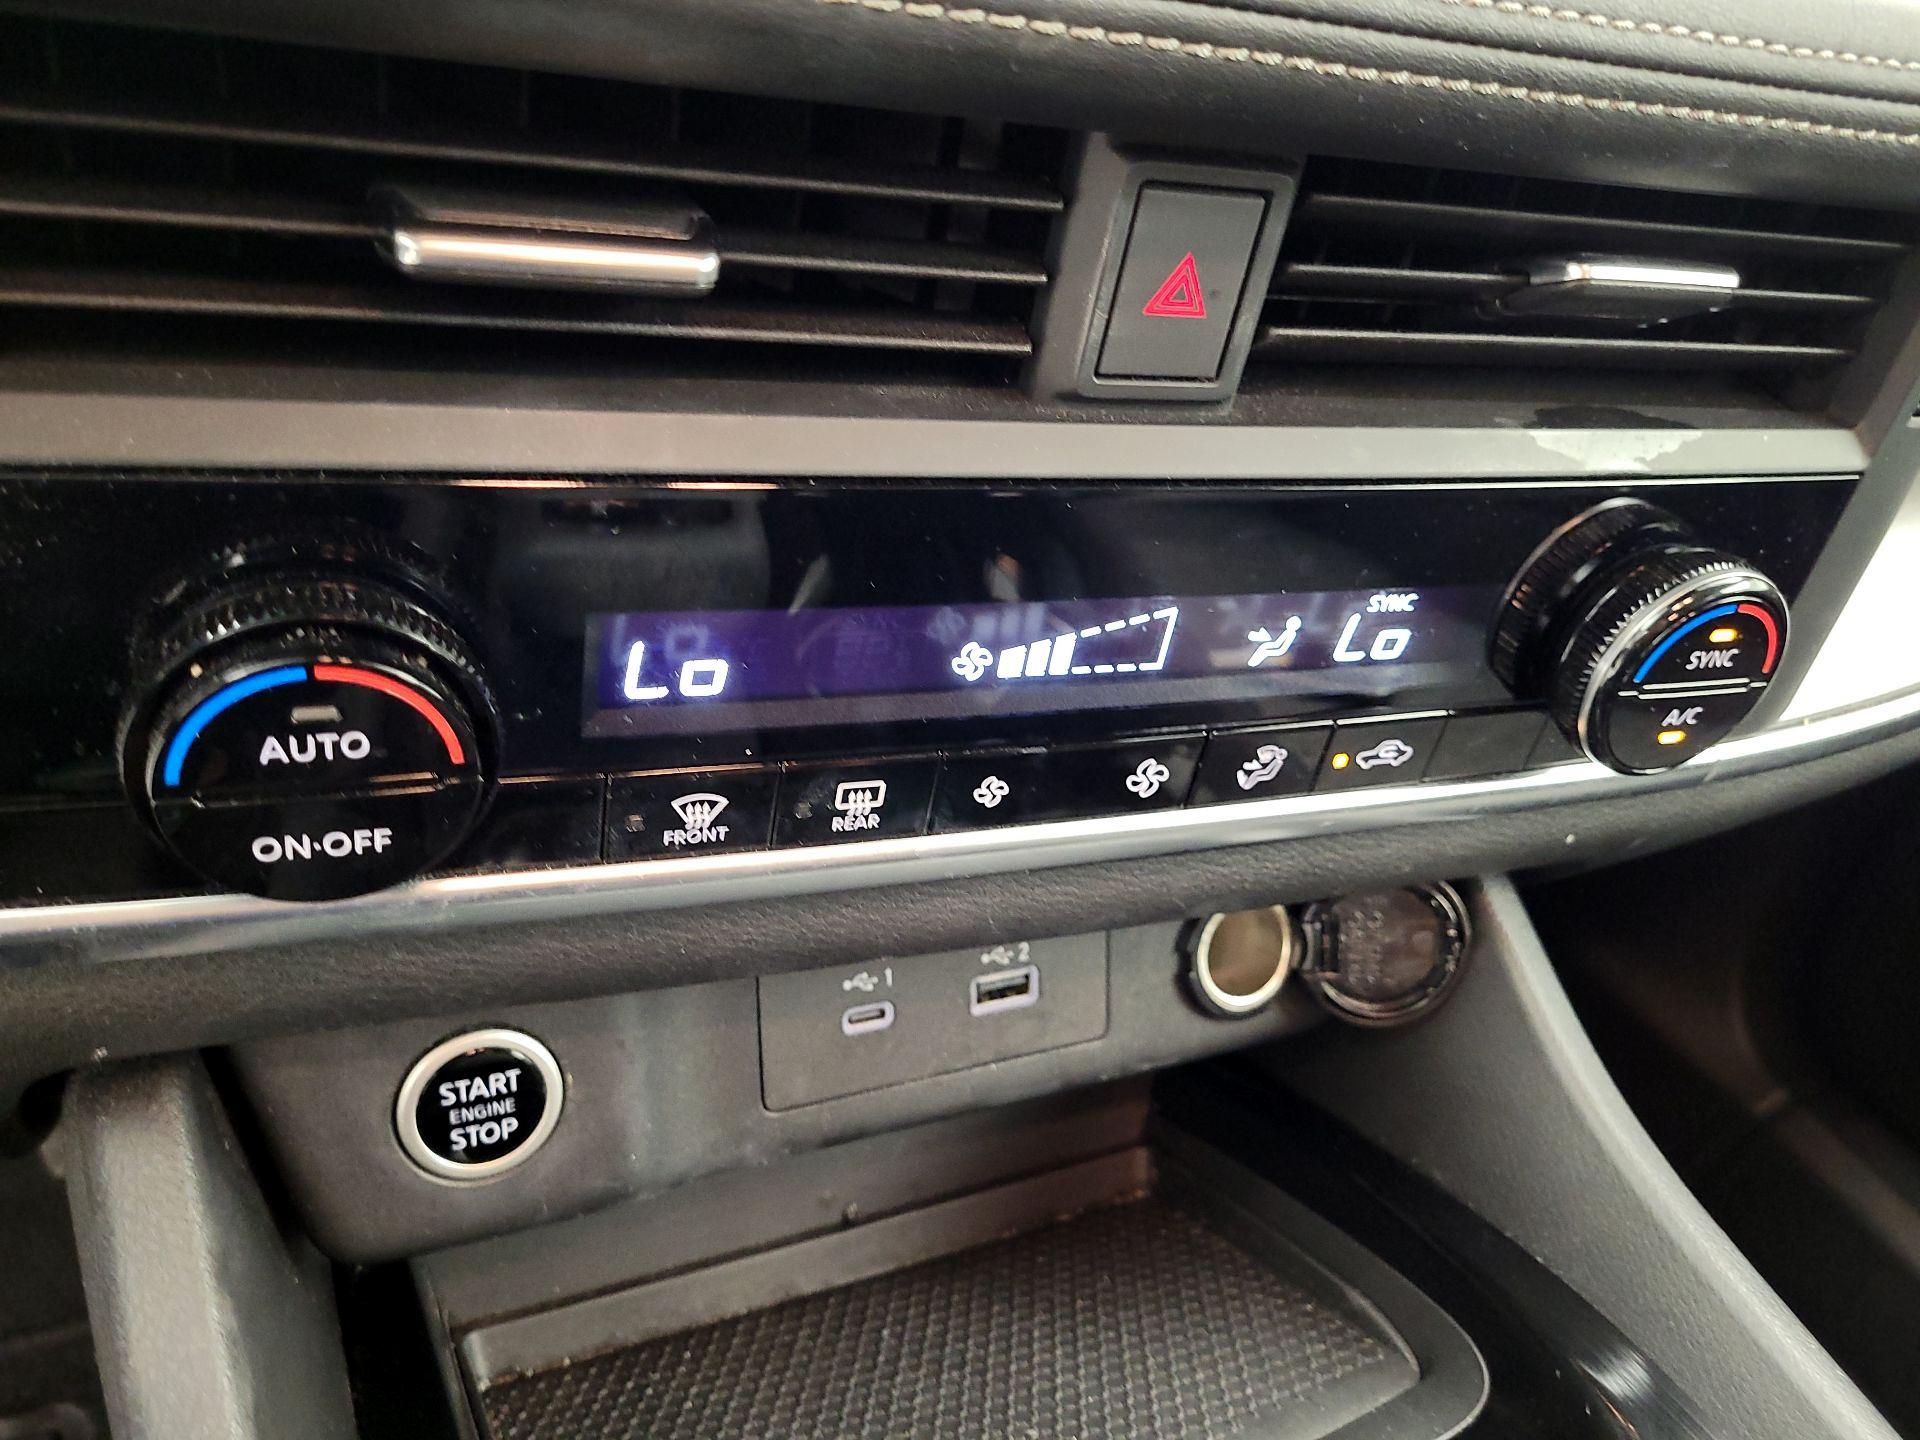 SYNC
Lo
Lo
SYNC
A/C
AUTO
ON·OFF
FRONT
REAR
1
2
START
ENGINE
STOP